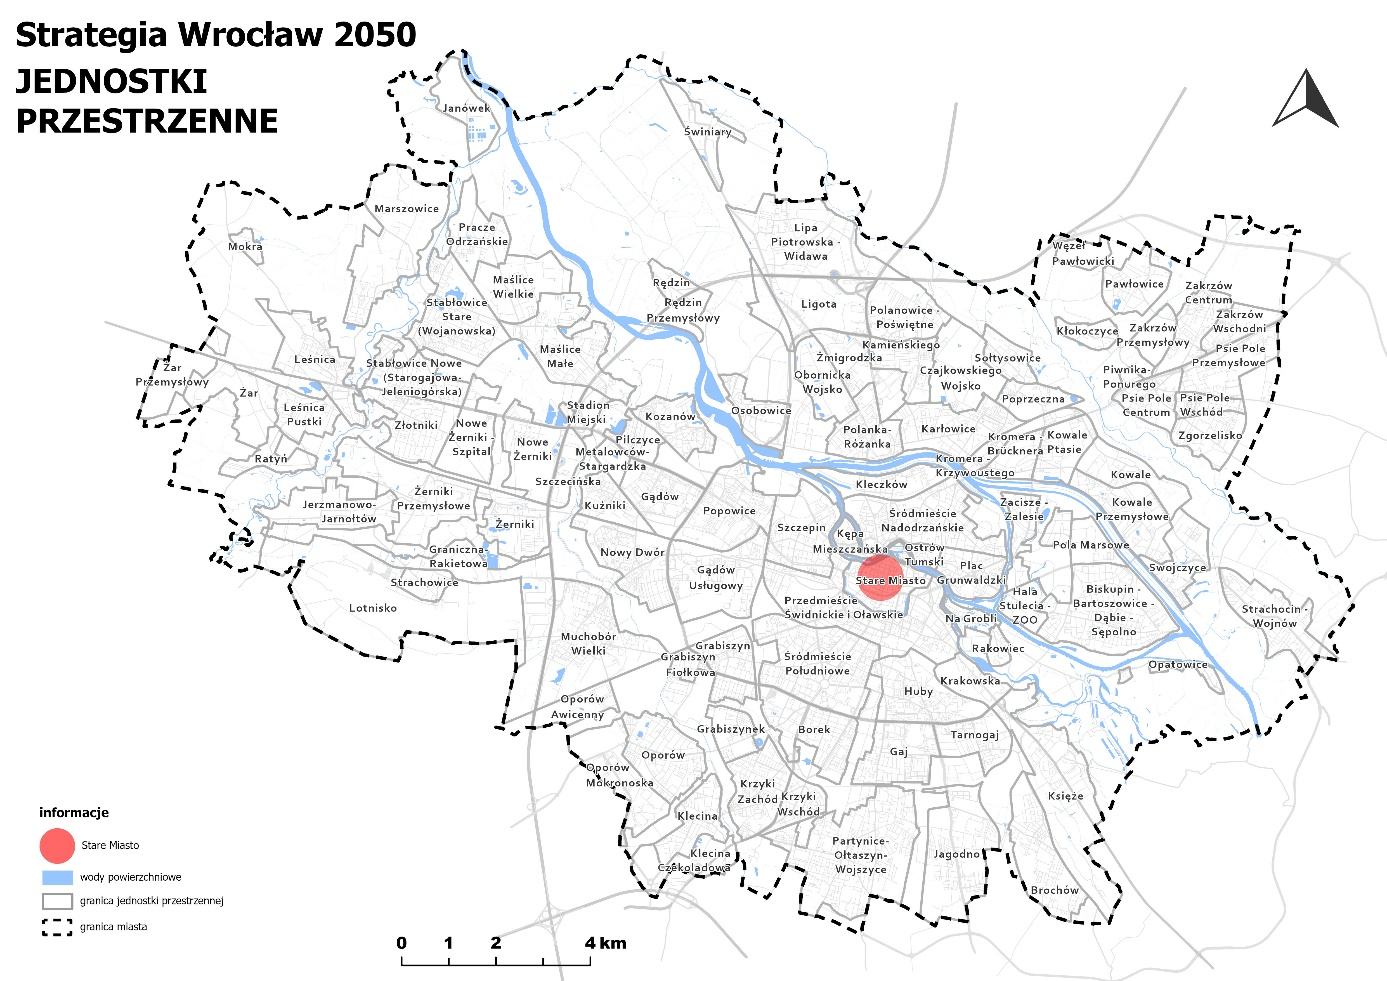 Strategia Wrocław 2050
JEDNOSTKI
PRZESTRZENNE
Janówek
Świniary
Marszowice
Mokra
Pracze
Odrzańskie
Lipa
Piotrowska -
Widawa
Węzeł
Pawłowicki
Pawłowice
Zakrzów
Centrum
Maślice
Wielkie
Rędzin
Rędzin
Przemysłowy
Stabłowice
Stare
(Wojanowska)
Ligota
Polanowice -
Poświętne
Zakrzów
Wschodni
Kłokoczyce
Zakrzów
Przemysłowy
Kamieńskiego
Psie Pole
Przemysłowe
Leśnica
Stabłowice Nowe
(Starogajowa-
Jeleniogórska)
Maślice
Małe
Żmigrodzka
Sołtysowice
Żar
Przemysłowy
Obornicka
Wojsko
Czajkowskiego
Wojsko
Piwnika-
Ponurego
Żar
Leśnica
Pustki
Stadion
Miejski
Kozanów
Osobowice
Poprzeczna
Psie Pole
Centrum
Psie Pole
Wschód
Złotniki
Nowe
Żerniki -
Szpital
Nowe
Żerniki
Pilczyce
Metalowców-
Stargardzka
Polanka-
Różanka
Karłowice
Kromera -
Brücknera
Kowale
Ptasie
Zgorzelisko
Ratyń
Szczecińska
Kromera -
Krzywoustego
Kowale
Kleczków
Jerzmanowo-
Jarnołtów
Żerniki
Przemysłowe
Kuźniki
Gądów
Popowice
Zacisze -
Zalesie
Kowale
Przemysłowe
Żerniki
Szczepin
Śródmieście
Nadodrzańskie
Kępa
Mieszczańska
Ostrów
Tumski
Pola Marsowe
Graniczna-
Rakietowa
Nowy Dwór
Gądów
Usługowy
Plac
Grunwaldzki
Swojczyce
Strachowice
Stare Miasto
Hala
Stulecia -
ZOO
Biskupin -
Bartoszowice -
Dąbie -
Sępolno
Lotnisko
Przedmieście
Świdnickie i Oławskie
Na Grobli
Strachocin -
Wojnów
Muchobór
Wielki
Grabiszyn
Grabiszyn
Fiołkowa
Śródmieście
Południowe
Rakowiec
Opatowice
Krakowska
Huby
Oporów
Awicenny
Grabiszynek
Borek
Tarnogaj
Gaj
Oporów
Oporów
Mokronoska
Krzyki
Zachód
Krzyki
Wschód
Księże
Klecina
Partynice-
Ołtaszyn-
Wojszyce
Jagodno
Klecina
Czekoladowa
Brochów
informacje
Stare Miasto
wody powierzchniowe
granica jednostki przestrzennej
granica miasta
0 1 2 4 km